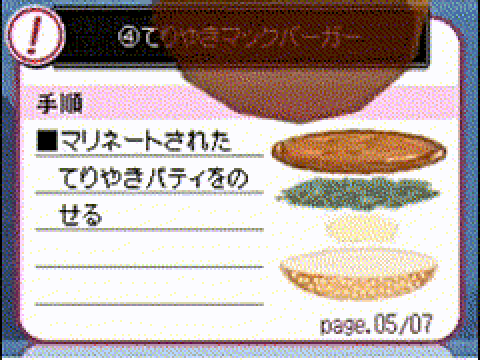 !
④てりやきマックバーガー
手順
■マリネートされた
てりやきパティをの
せる
page.05/07